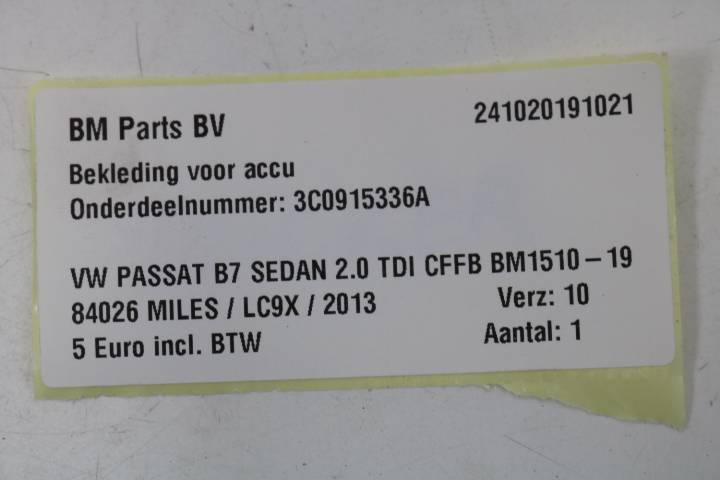 BM Parts BV 241020191021
Bekleding voor accu
Onderdeelnummer: 3C0915336A
VW PASSAT B7 SEDAN 2.0 TDI CFFB BM1510-19
84026 MILES / LC9X / 2013 Verz: 10
5 Euro incl. BTW Aantal: 1